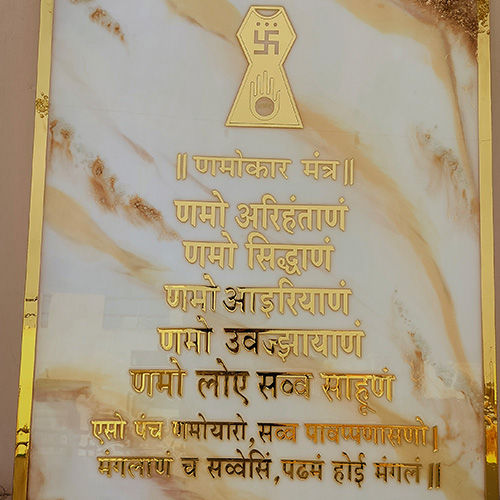 ॥ णमोकार मंत्र ॥
णमो अरिहंताणं
णमो सिद्धाणं
णमो आइरियाणं
णमो उवज्झायाणं
णमो लोए सव्व साहूणं
एसो पंच णमोयारो, सव्व पावप्पणासणो।
मंगलाणं च सव्वेसिं, पढमं होई मंगलं॥